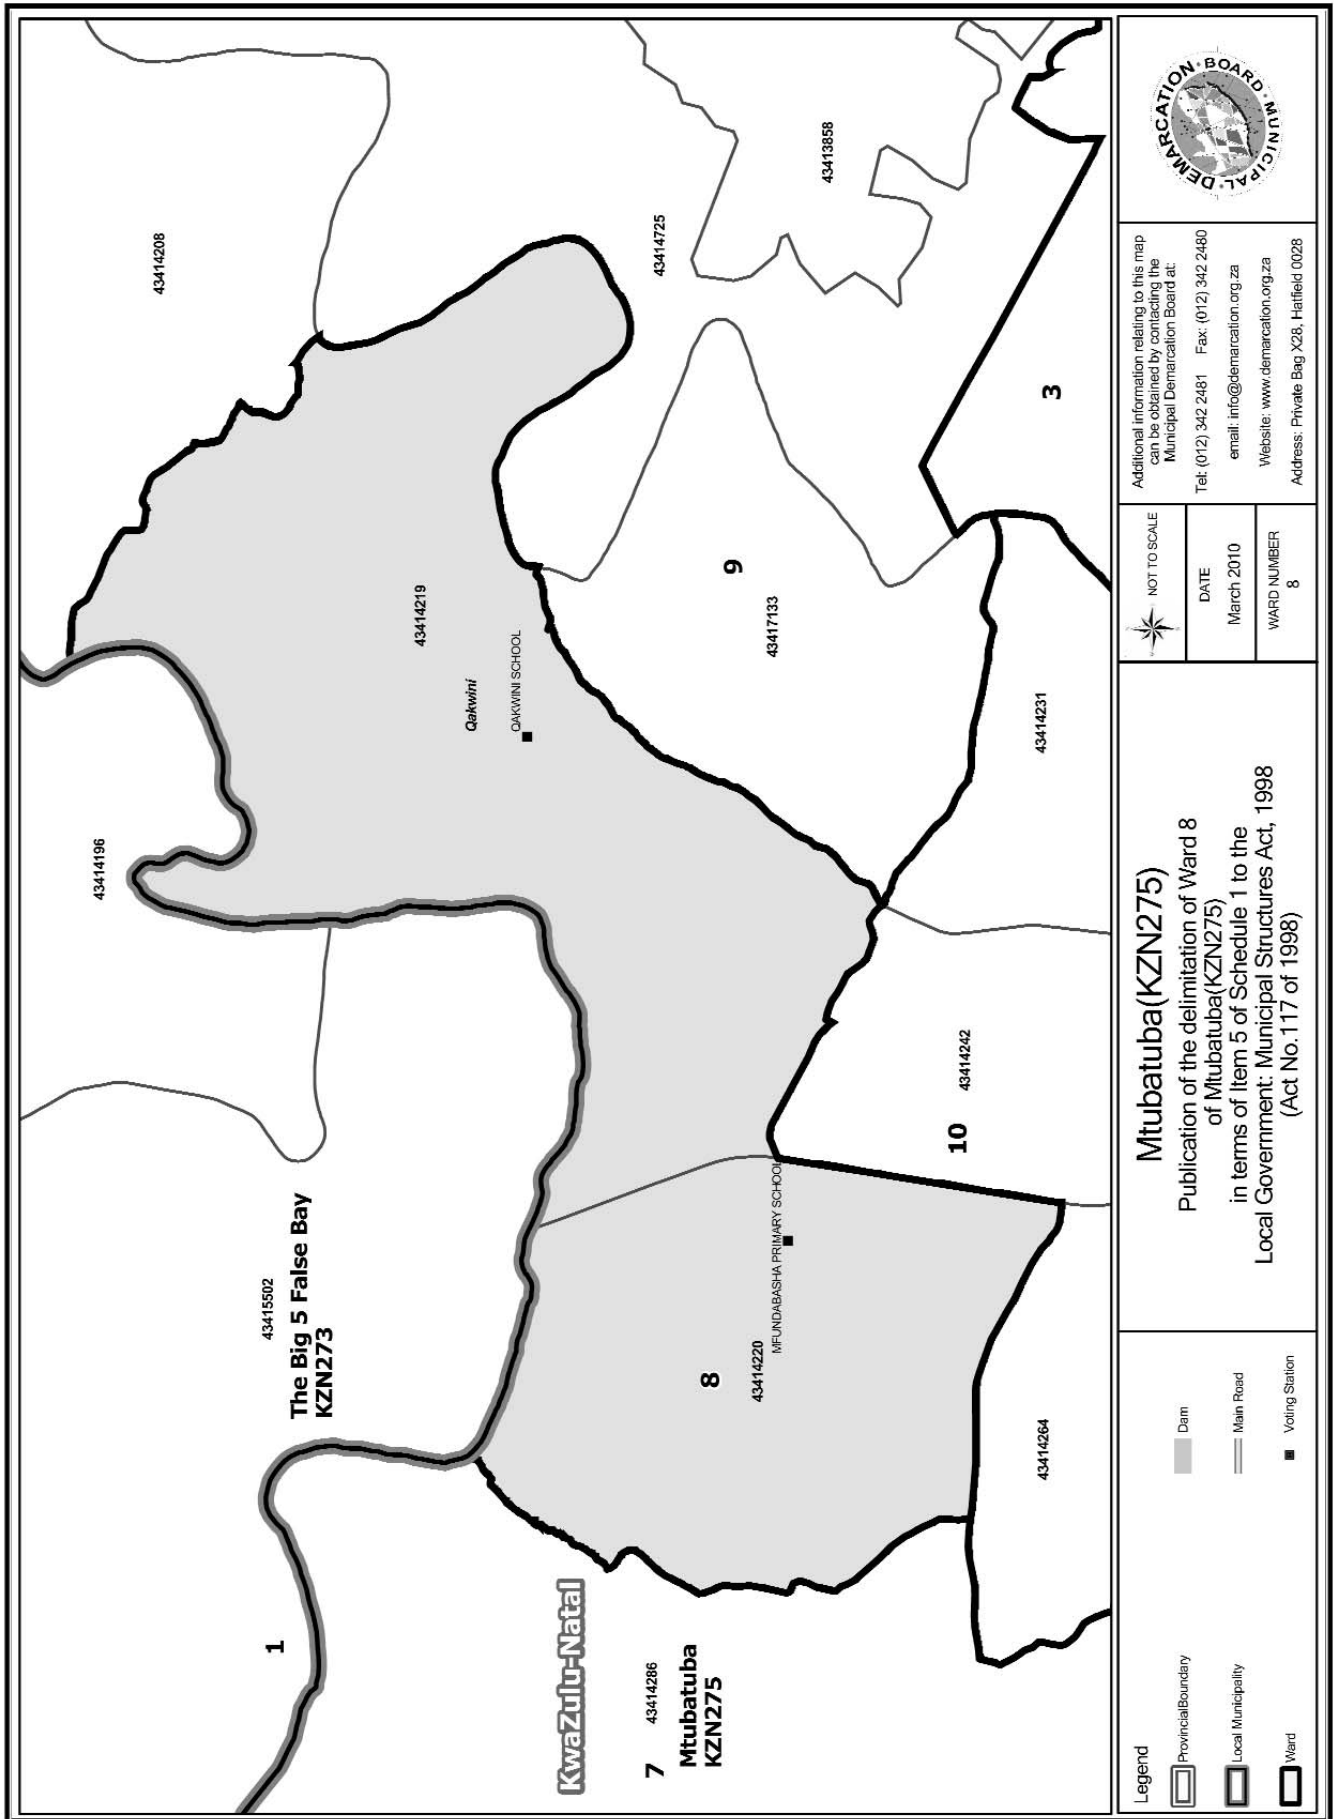 1
43415502
The Big 5 False Bay
KZN273
43414196
43414208
KwaZulu-Natal
7
43414286
Mtubatuba
KZN275
8
43414220
MFUNDABASHA PRIMARY SCHOOL
Qakwini
QAKWINI SCHOOL
43414219
43414725
43413858
9
43417133
10
43414242
43414264
43414231
3
Legend
ProvincialBoundary
Local Municipality
Ward
Dam
Main Road
Voting Station
Mtubatuba(KZN275)
Publication of the delimitation of Ward 8
of Mtubatuba(KZN275)
in terms of Item 5 of Schedule 1 to the
Local Government: Municipal Structures Act, 1998
(Act No.117 of 1998)
NOT TO SCALE
DATE
March 2010
WARD NUMBER
8
Additional information relating to this map
can be obtained by contacting the
Municipal Demarcation Board at:
Tel: (012) 342 2481 Fax: (012) 342 2480
email: info@demarcation.org.za
Website: www.demarcation.org.za
Address: Private Bag X28, Hatfield 0028
MUNICIPAL DEMARCATION BOARD